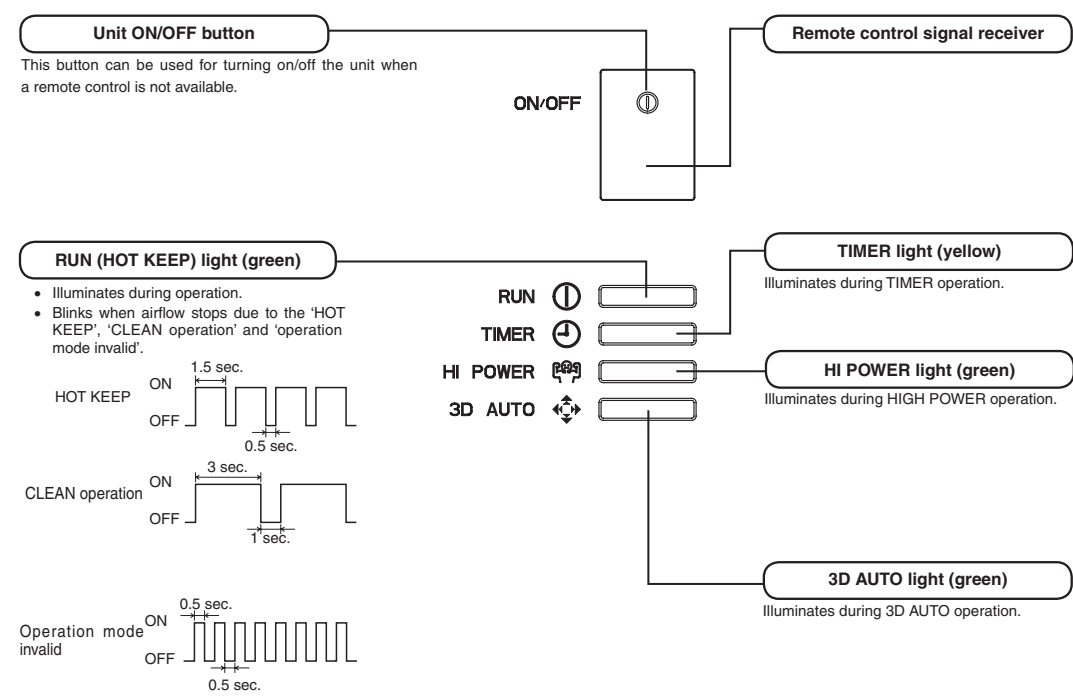 Unit ON/OFF button
This button can be used for turning on/off the unit when
a remote control is not available.
Remote control signal receiver
ON/OFF
RUN (HOT KEEP) light (green)
• Illuminates during operation.
• Blinks when airflow stops due to the ‘HOT
KEEP’, ‘CLEAN operation’ and ‘operation
mode invalid’.
HOT KEEP
ON
OFF
1.5 sec.
0.5 sec.
CLEAN operation
ON
OFF
3 sec.
1 sec.
Operation mode
invalid
ON
OFF
0.5 sec.
0.5 sec.
RUN
TIMER
HI POWER
3D AUTO
TIMER light (yellow)
Illuminates during TIMER operation.
HI POWER light (green)
Illuminates during HIGH POWER operation.
3D AUTO light (green)
Illuminates during 3D AUTO operation.